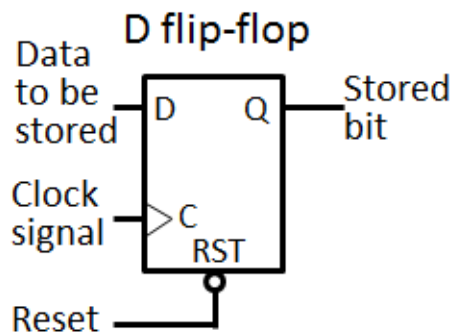 D flip-flop
Data
to be
stored
D
Q
Stored
bit
Clock
signal
C
RST
Reset